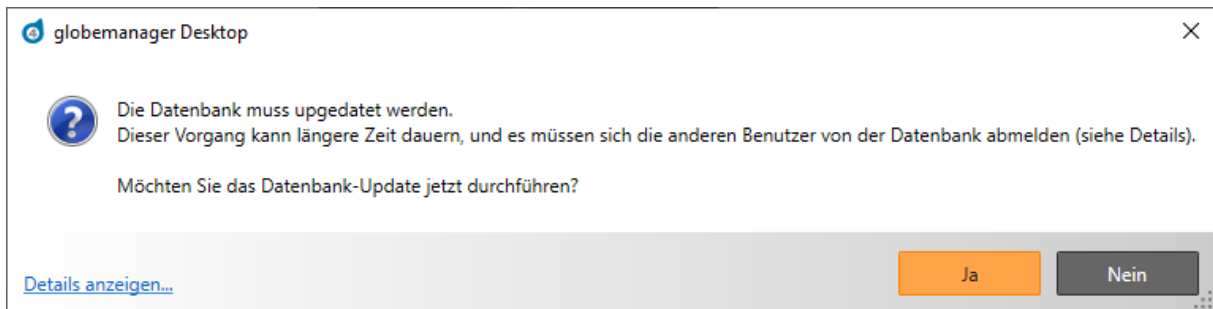 globemanager Desktop
Die Datenbank muss upgedatet werden.
Dieser Vorgang kann längere Zeit dauern, und es müssen sich die anderen Benutzer von der Datenbank abmelden (siehe Details).
Möchten Sie das Datenbank-Update jetzt durchführen?
Details anzeigen...
Ja
Nein